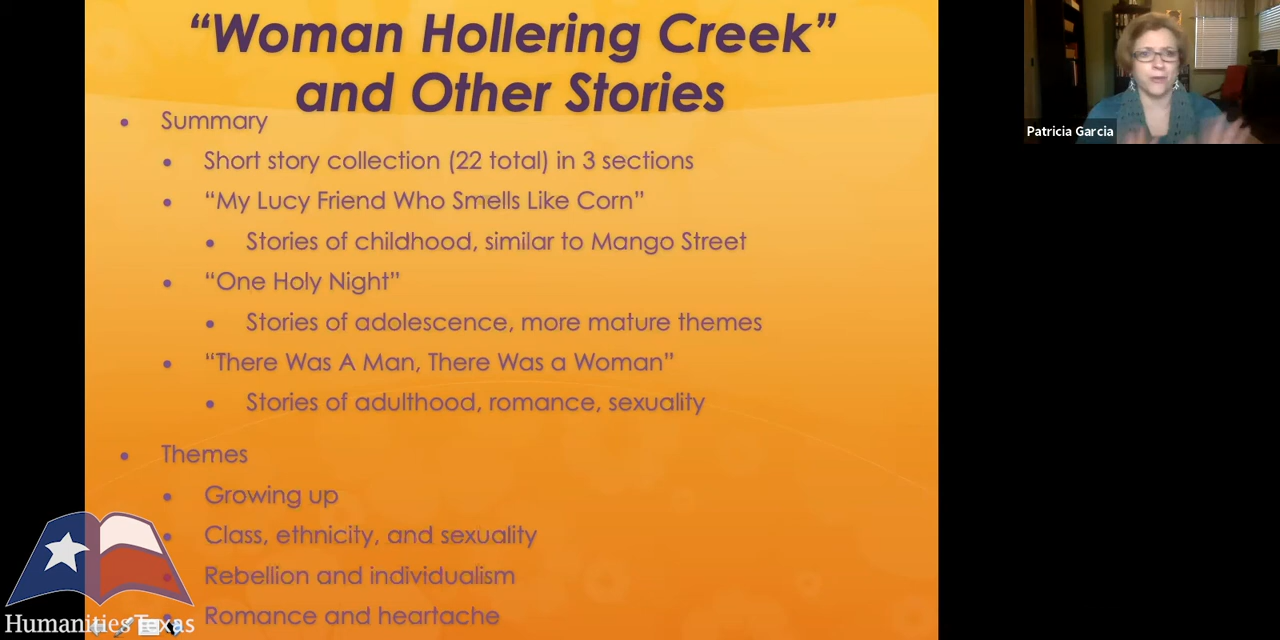 “Woman Hollering Creek”
and Other Stories
Summary
Short story collection (22 total) in 3 sections
“My Lucy Friend Who Smells Like Corn”
Stories of childhood, similar to Mango Street
“One Holy Night”
Stories of adolescence, more mature themes
“There Was A Man, There Was a Woman”
Stories of adulthood, romance, sexuality
Themes
Growing up
Class, ethnicity, and sexuality
Rebellion and individualism
Romance and heartache
Humanities Texas
Patricia Garcia